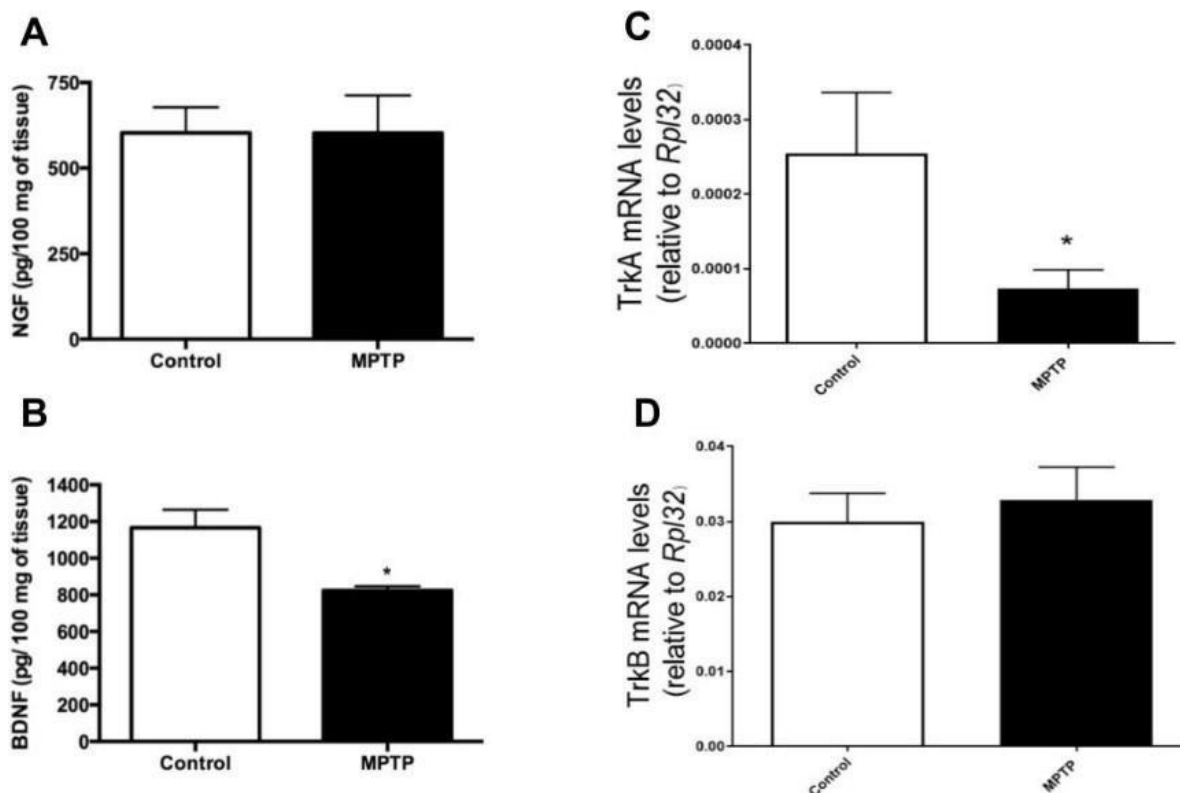 A
NGF (pg/100 mg of tissue)
750
500
250
0
Control
MPTP
B
BDNF (pg/ 100 mg of tissue)
1400
1200
1000
800
600
400
200
0
*
Control
MPTP
C
TrkA mRNA levels
(relative to Rpl32)
0.0004
0.0003
0.0002
0.0001
0.0000
*
Control
MPTP
D
TrkB mRNA levels
(relative to Rpl32)
0.04
0.03
0.02
0.01
0.00
Control
MPTP